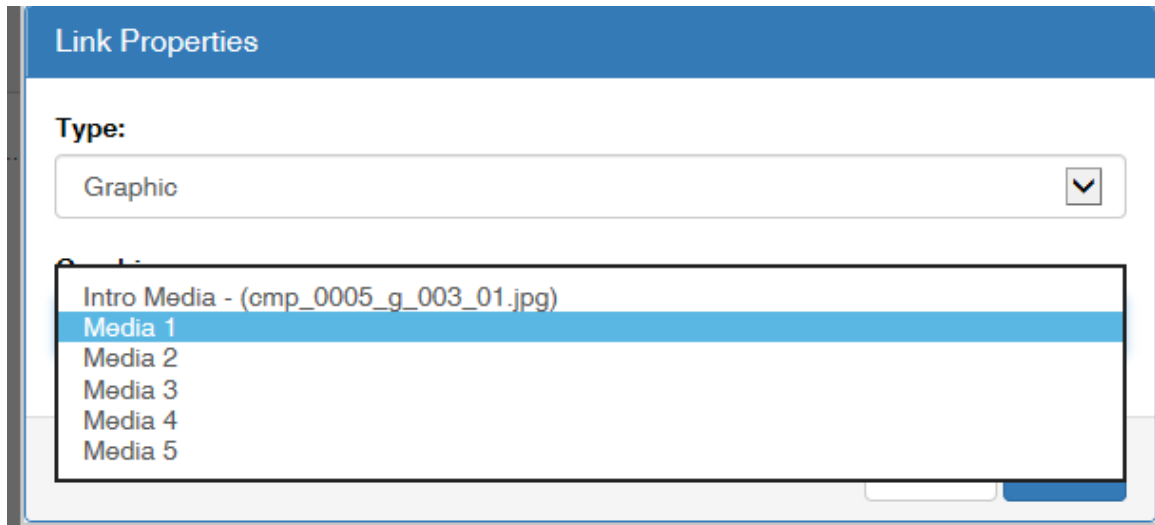 Link Properties
Type:
Graphic
Intro Media - (cmp_0005_g_003_01.jpg)
Media 1
Media 2
Media 3
Media 4
Media 5